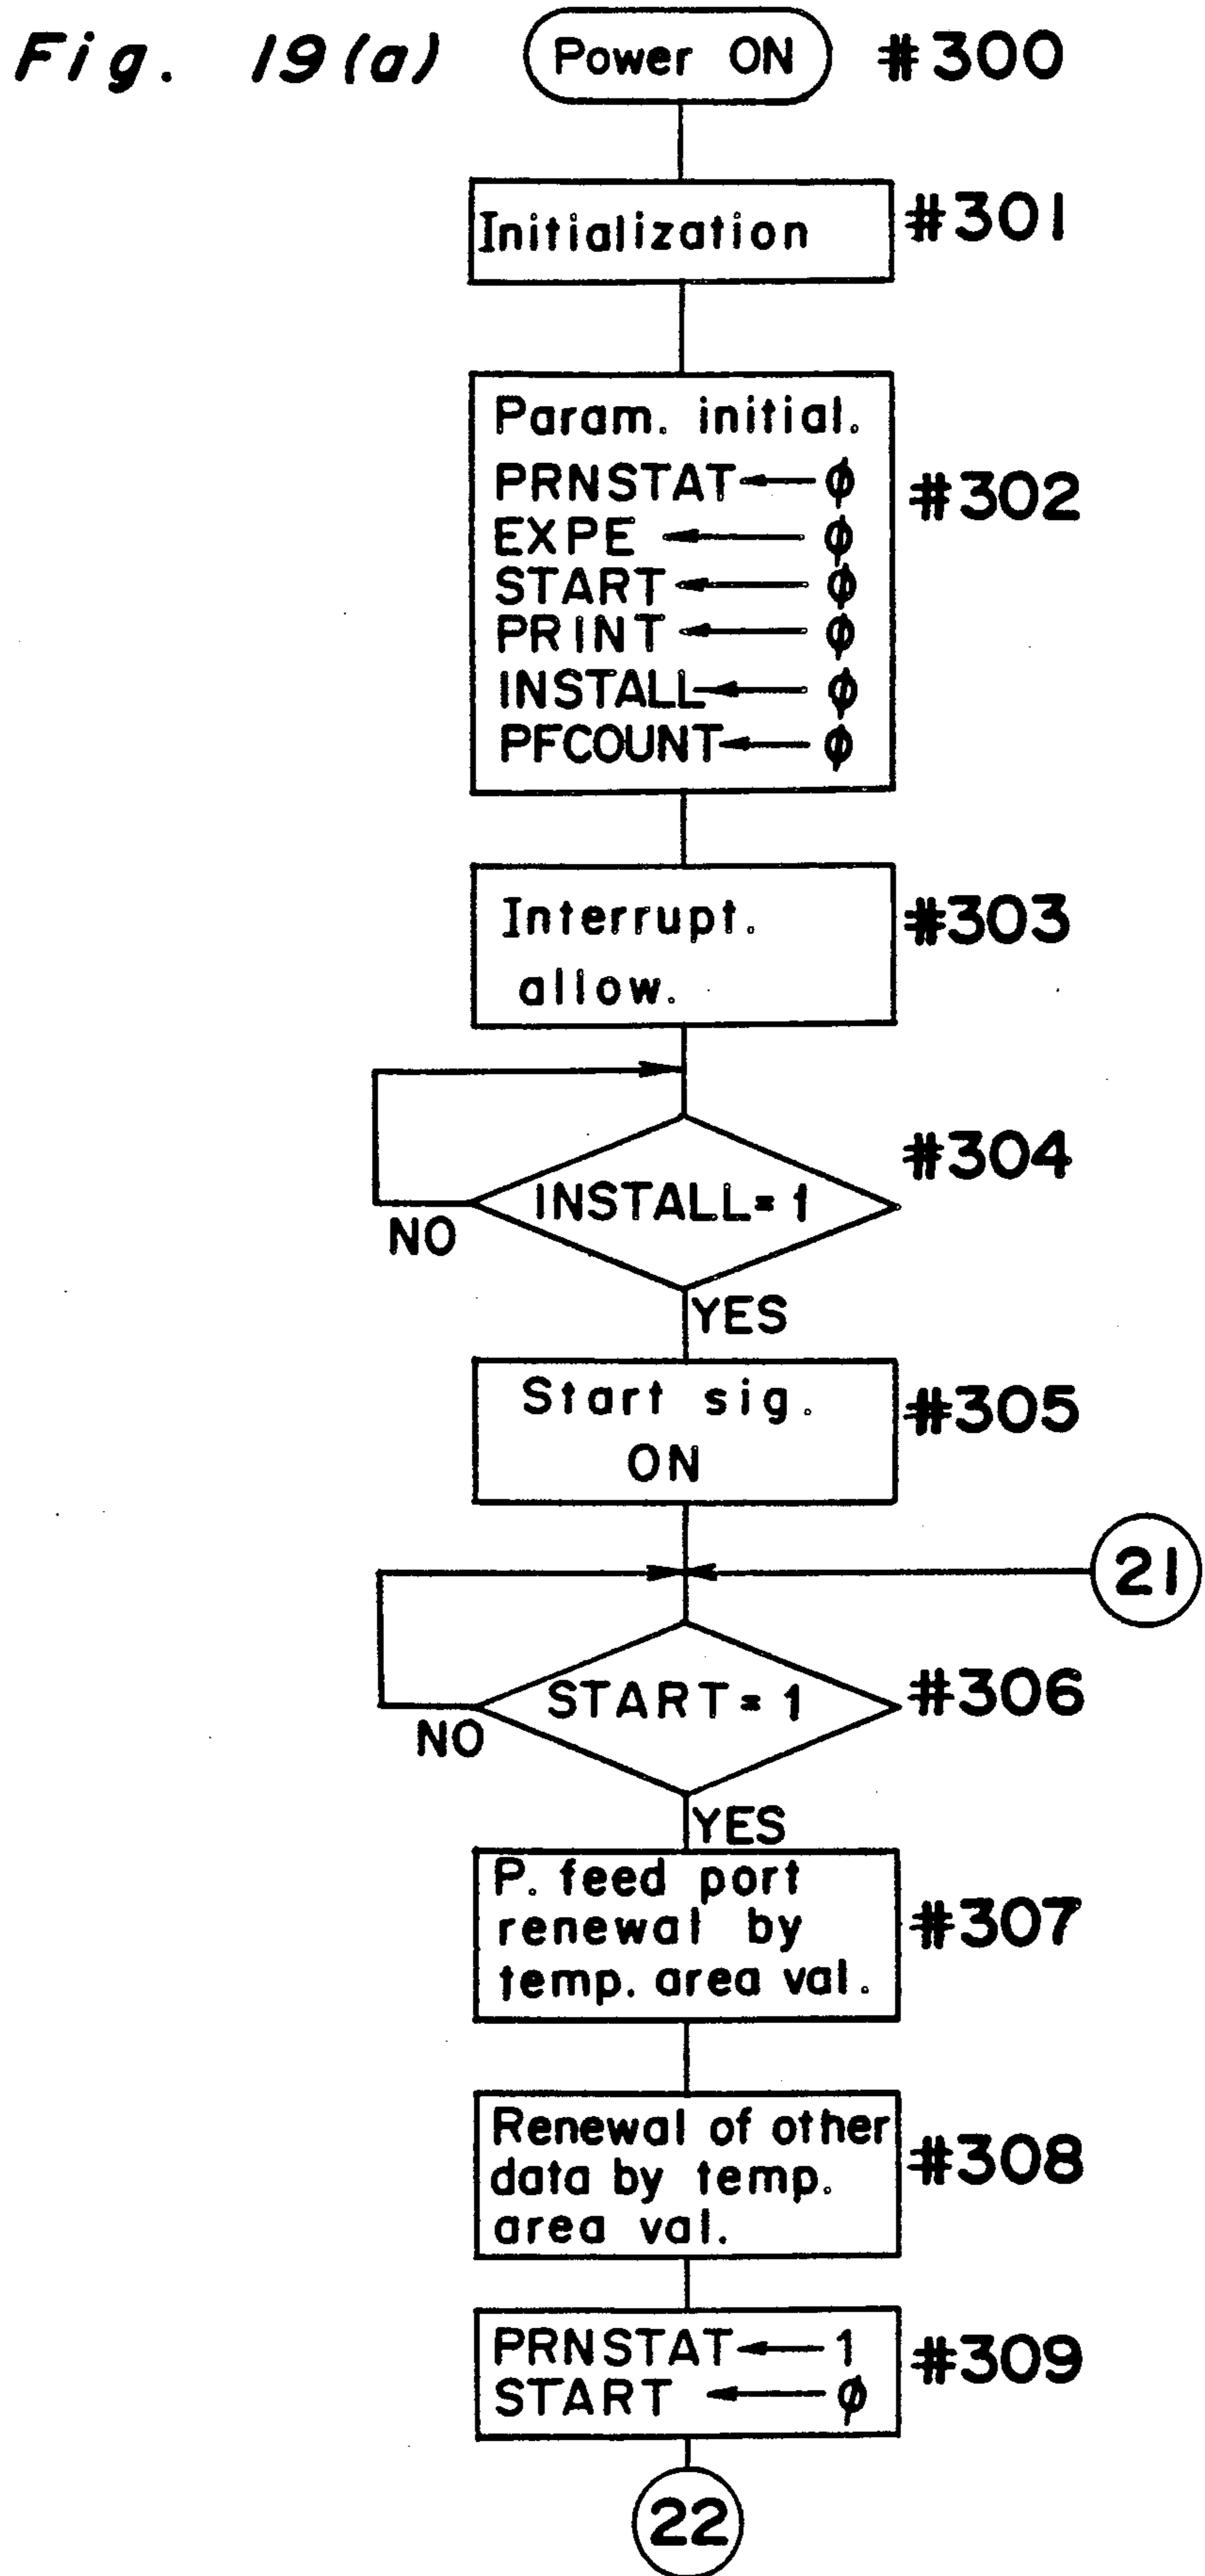 Fig. 19(a)
Power ON #300
Initialization #301
Param. initial.
PRNSTAT ← φ #302
EXPE ← φ
START ← φ
PRINT ← φ
INSTALL ← φ
PFCOUNT ← φ
Interrupt. #303
allow.
#304
INSTALL = 1
NO
YES
Start sig. #305
ON
21
START = 1 #306
NO
YES
P. feed port
renewal by #307
temp. area val.
Renewal of other
data by temp. #308
area val.
PRNSTAT ← 1 #309
START ← φ
22